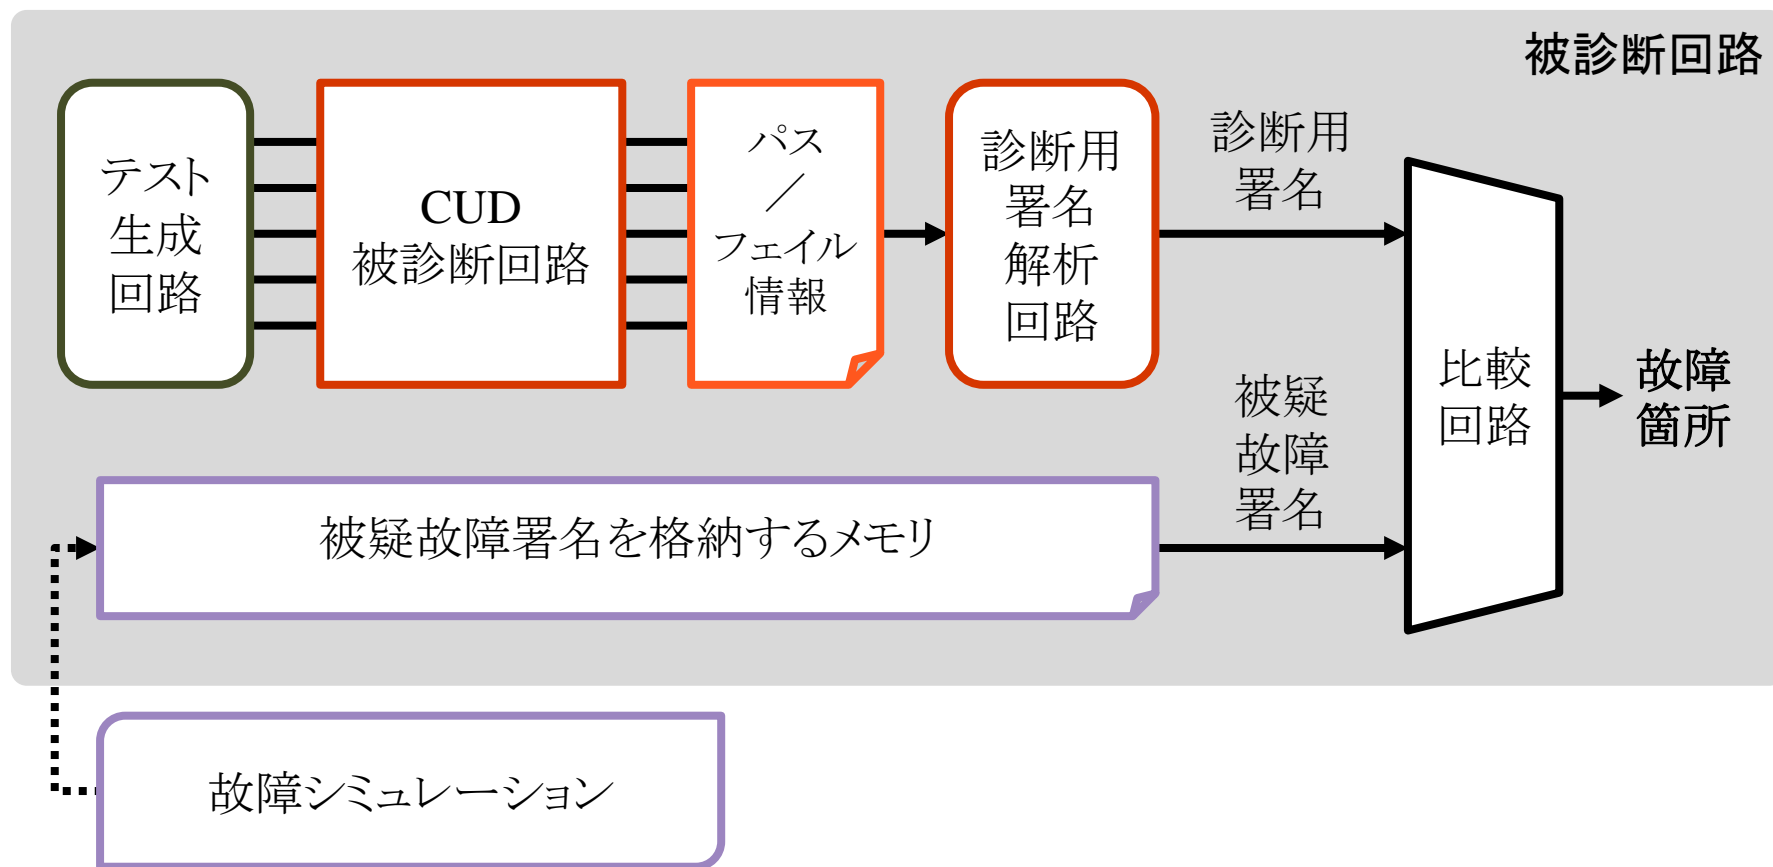 被診断回路
テスト
生成
回路
CUD
被診断回路
パス
／
フェイル
情報
診断用
署名
解析
回路
診断用
署名
被疑
故障
署名
比較
回路
故障
箇所
被疑故障署名を格納するメモリ
故障シミュレーション